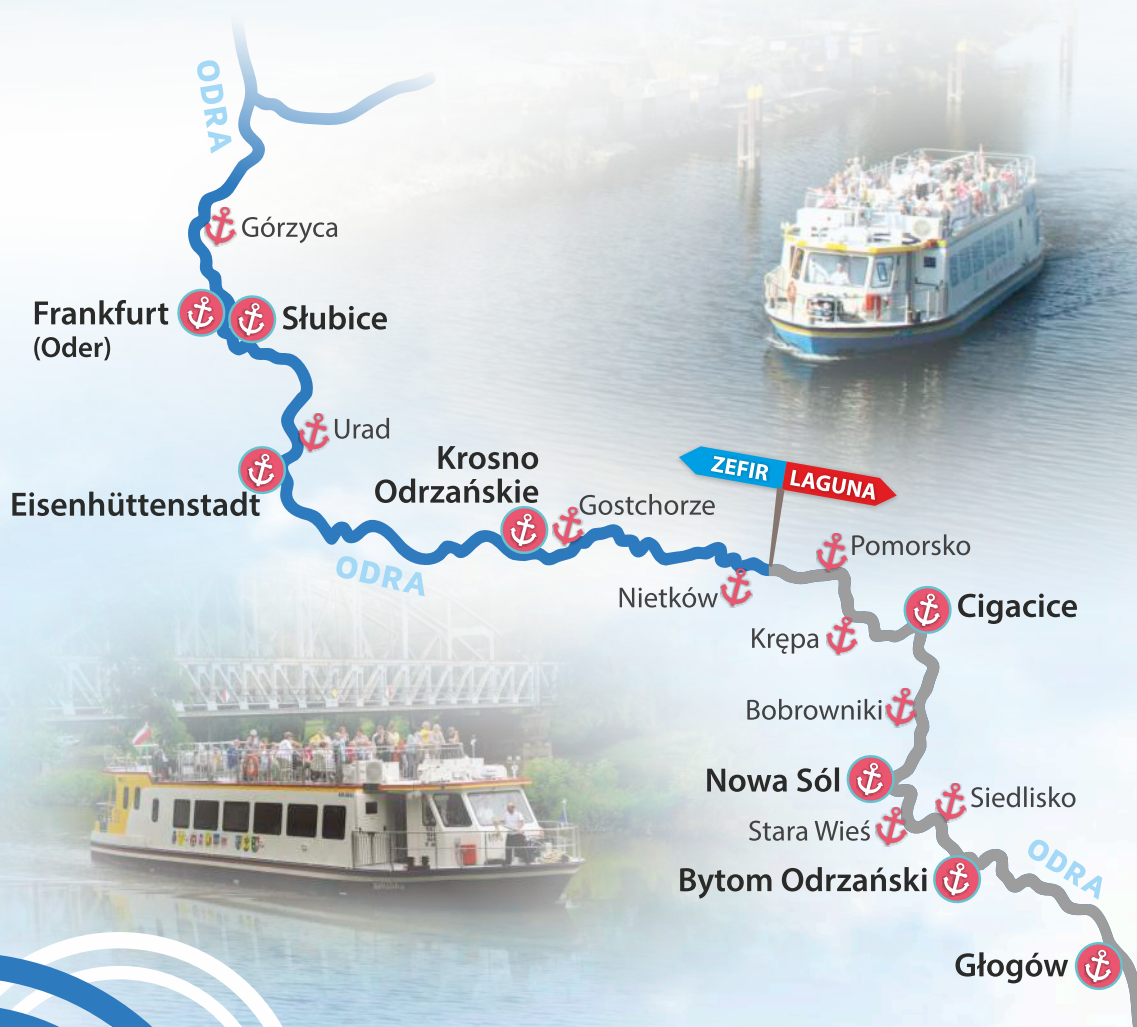 ODRA
Górzyca
Frankfurt
(Oder)
Słubice
Urad
Eisenhüttenstadt
Krosno
Odrzańskie
Gostchorze
ZEFIR
LAGUNA
ODRA
Nietków
Pomorsko
Cigacice
Krępa
Bobrowniki
Nowa Sól
Siedlisko
Stara Wieś
ODRA
Bytom Odrzański
Głogów